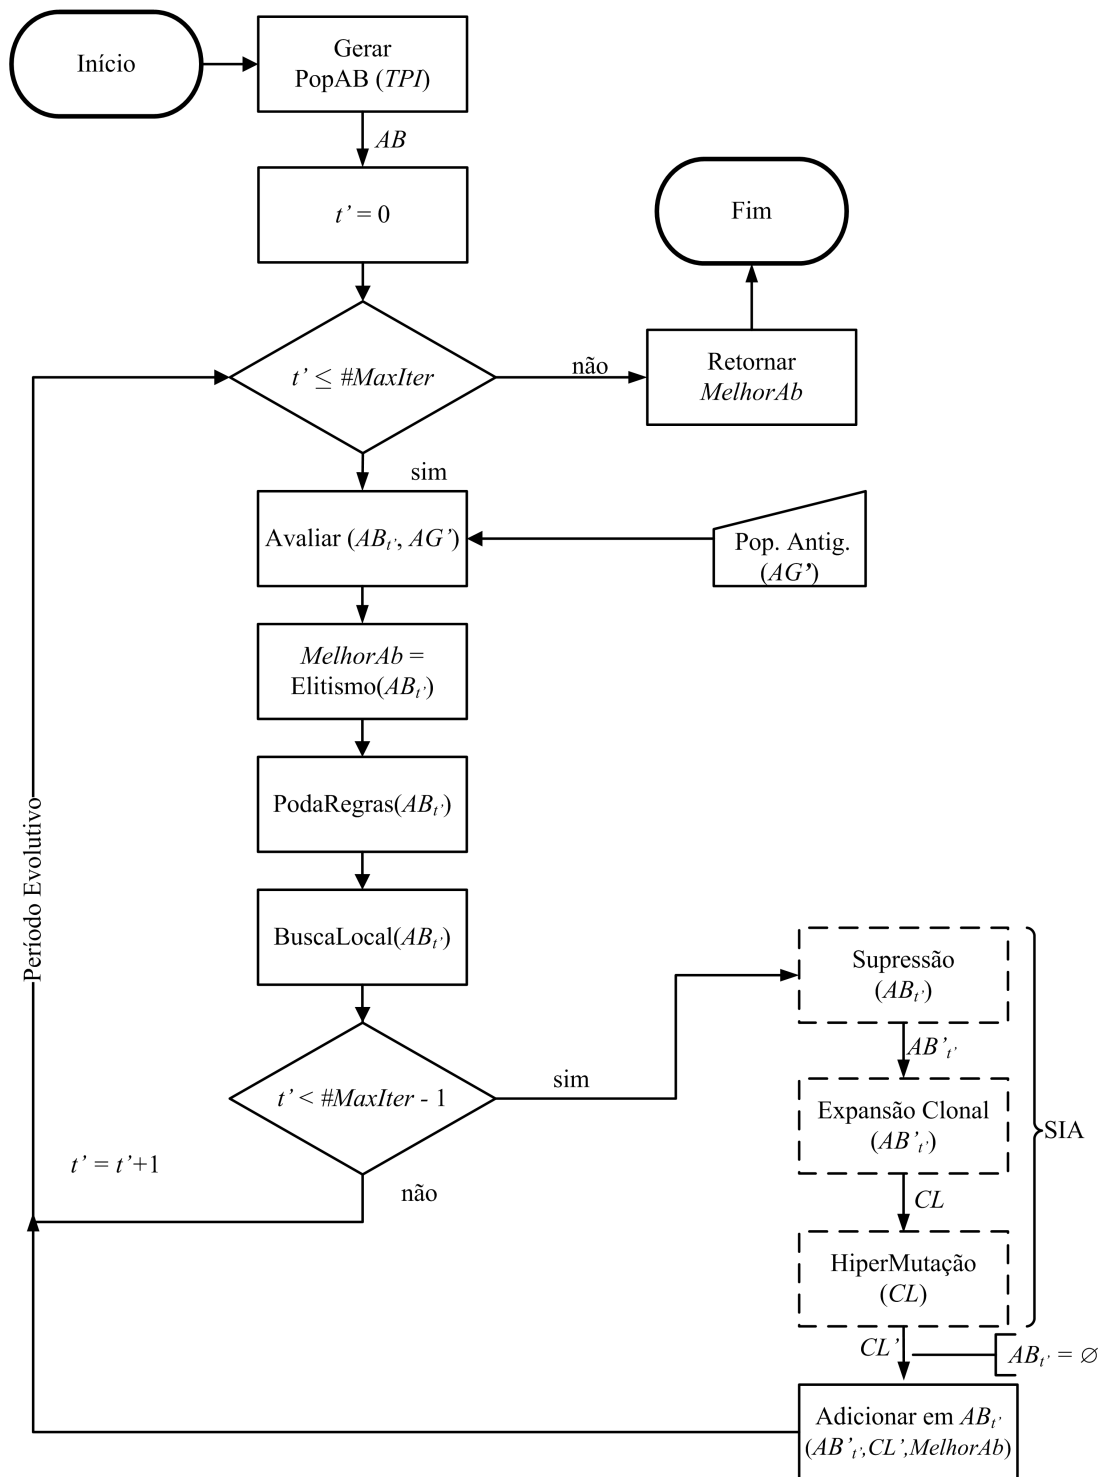 Início
Gerar
PopAB (TPI)
AB
t’ = 0
Fim
t’ ≤ #MaxIter
não
Retornar
MelhorAb
sim
Avaliar (ABt’, AG’)
Pop. Antig.
(AG’)
MelhorAb =
Elitismo(ABt’)
PodaRegras(ABt’)
Período Evolutivo
BuscaLocal(ABt’)
Supressão
(ABt’)
AB’t’
t’ < #MaxIter - 1
sim
Expansão Clonal
(AB’t’)
SIA
t’ = t’+1
não
CL
HiperMutação
(CL)
CL’
ABt’ = ∅
Adicionar em ABt’
(AB’t’,CL’,MelhorAb)